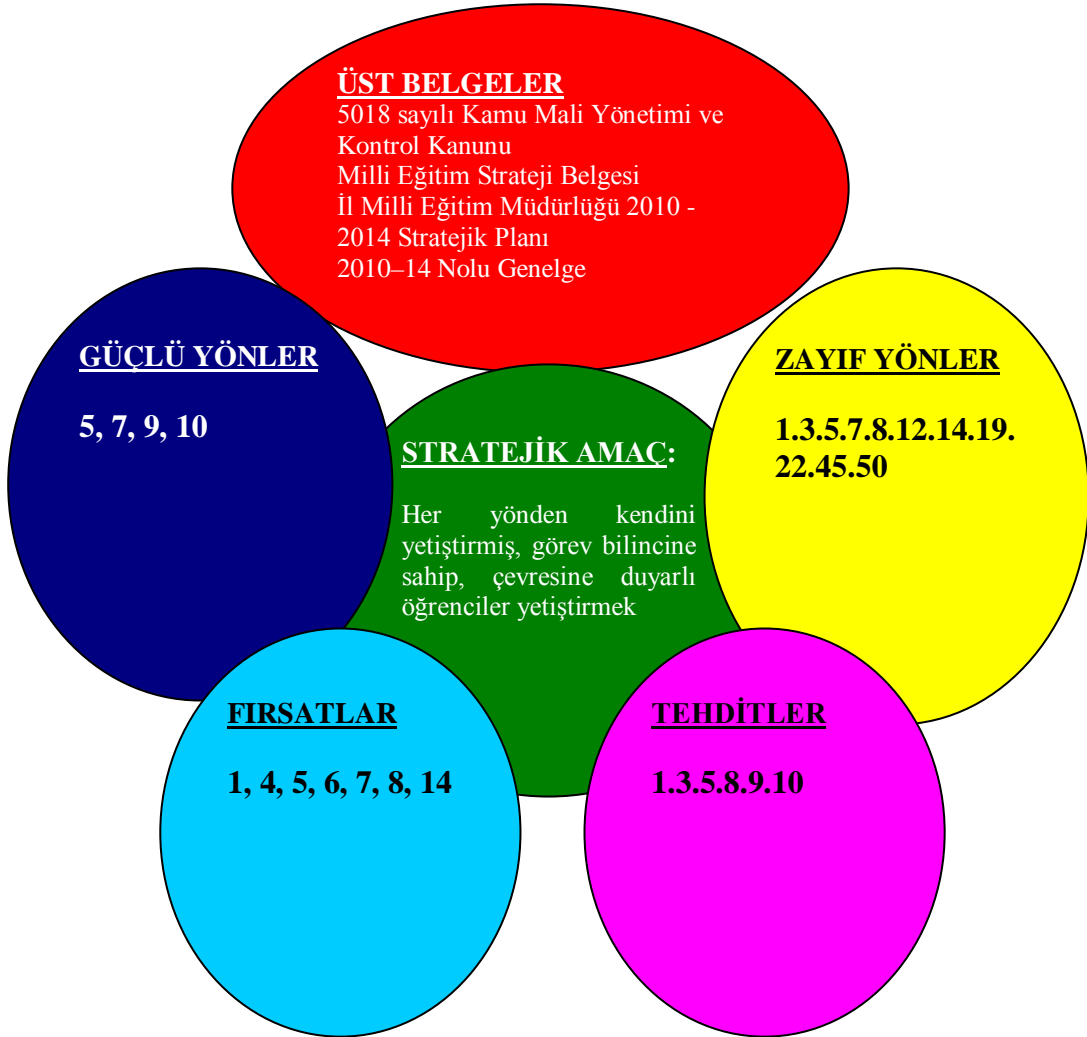 ÜST BELGELER
5018 sayılı Kamu Mali Yönetimi ve
Kontrol Kanunu
Milli Eğitim Strateji Belgesi
İl Milli Eğitim Müdürlüğü 2010 -
2014 Stratejik Planı
2010–14 Nolu Genelge
GÜÇLÜ YÖNLER
5, 7, 9, 10
ZAYIF YÖNLER
1.3.5.7.8.12.14.19.
22.45.50
STRATEJİK AMAÇ:
Her yönden kendini
yetiştirmiş, görev bilincine
sahip, çevresine duyarlı
öğrenciler yetiştirmek
FIRSATLAR
1, 4, 5, 6, 7, 8, 14
TEHDİTLER
1.3.5.8.9.10